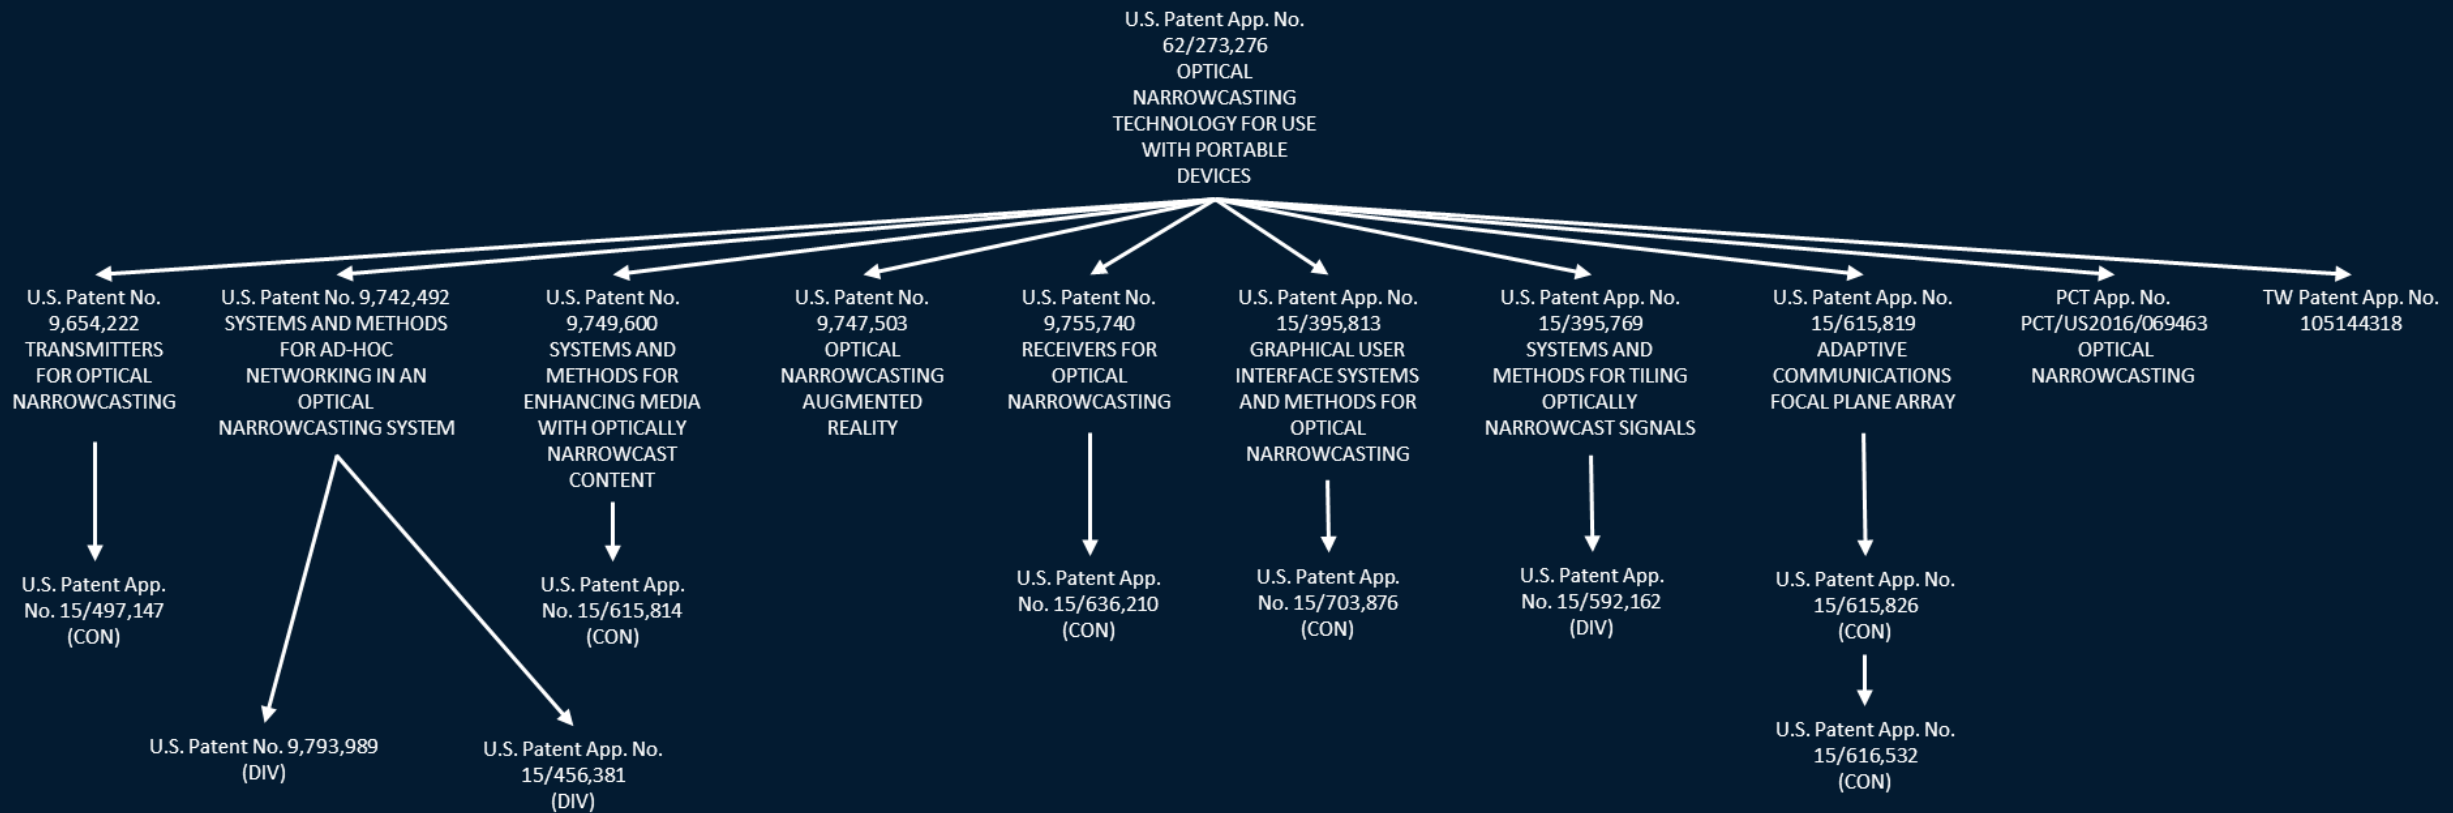 U.S. Patent App. No.
62/273,276
OPTICAL
NARROWCASTING
TECHNOLOGY FOR USE
WITH PORTABLE
DEVICES
U.S. Patent No.
9,654,222
TRANSMITTERS
FOR OPTICAL
NARROWCASTING
U.S. Patent No. 9,742,492
SYSTEMS AND METHODS
FOR AD-HOC
NETWORKING IN AN
OPTICAL
NARROWCASTING SYSTEM
U.S. Patent No.
9,749,600
SYSTEMS AND
METHODS FOR
ENHANCING MEDIA
WITH OPTICALLY
NARROWCAST
CONTENT
U.S. Patent No.
9,747,503
OPTICAL
NARROWCASTING
AUGMENTED
REALITY
U.S. Patent No.
9,755,740
RECEIVERS FOR
OPTICAL
NARROWCASTING
U.S. Patent App. No.
15/395,813
GRAPHICAL USER
INTERFACE SYSTEMS
AND METHODS FOR
OPTICAL
NARROWCASTING
U.S. Patent App. No.
15/395,769
SYSTEMS AND
METHODS FOR TILING
OPTICALLY
NARROWCAST SIGNALS
U.S. Patent App. No.
15/615,819
ADAPTIVE
COMMUNICATIONS
FOCAL PLANE ARRAY
PCT App. No.
PCT/US2016/069463
OPTICAL
NARROWCASTING
TW Patent App. No.
105144318
U.S. Patent App.
No. 15/497,147
(CON)
U.S. Patent App.
No. 15/615,814
(CON)
U.S. Patent App.
No. 15/636,210
(CON)
U.S. Patent App.
No. 15/703,876
(CON)
U.S. Patent App.
No. 15/592,162
(DIV)
U.S. Patent App. No.
15/615,826
(CON)
U.S. Patent No. 9,793,989
(DIV)
U.S. Patent App. No.
15/456,381
(DIV)
U.S. Patent App. No.
15/616,532
(CON)